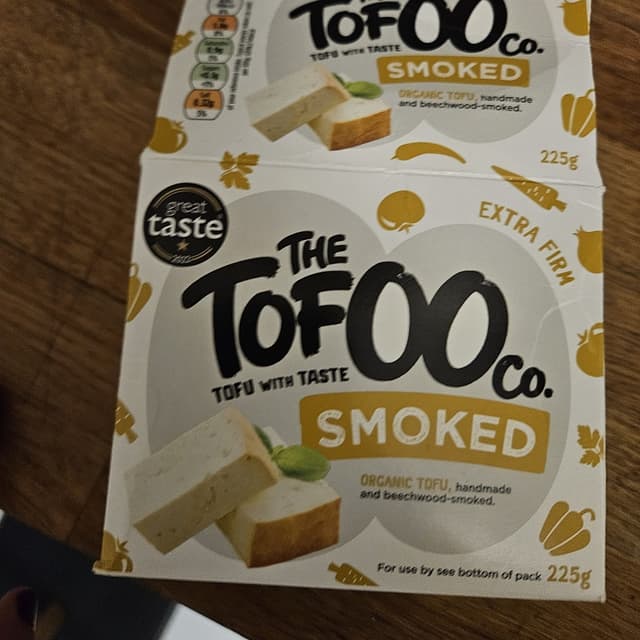 THE
TOFOO Co.
TOFU WITH TASTE
SMOKED
ORGANIC TOFU, handmade
and beechwood-smoked.
225g
great
taste
EXTRA FIRM
THE
TOFOO Co.
TOFU WITH TASTE
SMOKED
ORGANIC TOFU, handmade
and beechwood-smoked.
For use by see bottom of pack 225g